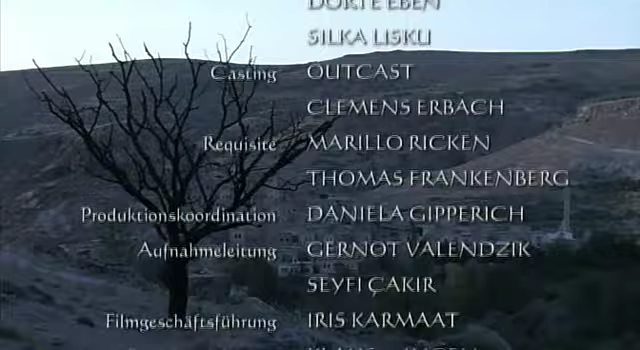 DÖRTE EBEN
SILKA LISKU
Casting OUTCAST
CLEMENS ERBACH
Requisite MARILLO RICKEN
THOMAS FRANKENBERG
Produktionskoordination DANIELA GIPPERICH
Aufnahmeleitung GERNOT VALENDZIK
SEYFI ÇAKIR
Filmgeschäftsführung IRIS KARMAAT